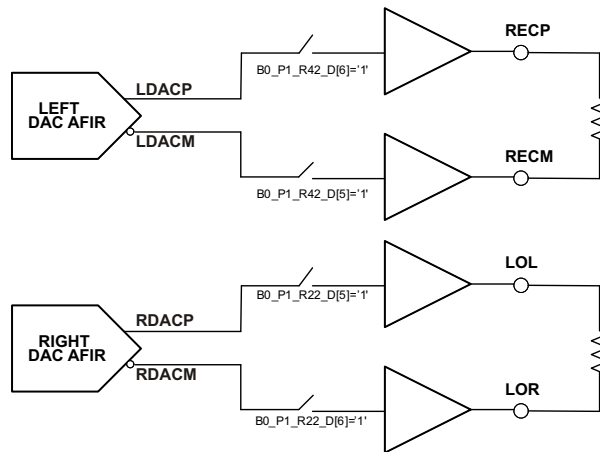 RECP
LDACP
B0_P1_R42_D[6]='1'
LEFT
DAC AFIR
LDACM
RECM
B0_P1_R42_D[5]='1'
LOL
RDACP
B0_P1_R22_D[5]='1'
RIGHT
DAC AFIR
RDACM
LOR
B0_P1_R22_D[6]='1'